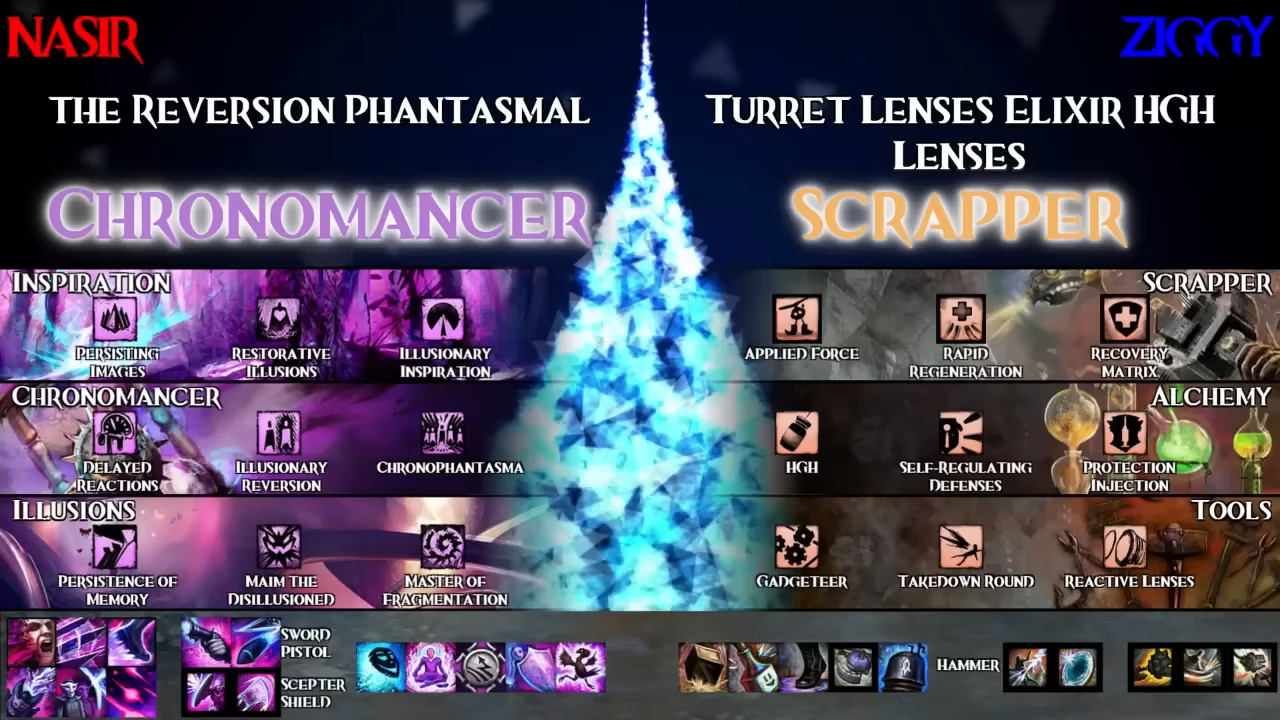 NASIR
ZIGGY
THE REVERSION PHANTASMAL
CHRONOMANCER
TURRET LENSES ELIXIR HGH
LENSES
SCRAPPER
INSPIRATION
PERSISTING
IMAGES
RESTORATIVE
ILLUSIONS
ILLUSIONARY
INSPIRATION
CHRONOMANCER
DELAYED
REACTIONS
ILLUSIONARY
REVERSION
CHRONOPHANTASMA
ILLUSIONS
PERSISTENCE OF
MEMORY
MAIM THE
DISILLUSIONED
MASTER OF
FRAGMENTATION
SWORD
PISTOL
SCEPTER
SHIELD
SCRAPPER
APPLIED FORCE
RAPID
REGENERATION
RECOVERY
MATRIX
ALCHEMY
HGH
SELF-REGULATING
DEFENSES
PROTECTION
INJECTION
TOOLS
GADGETEER
TAKEDOWN ROUND
REACTIVE LENSES
HAMMER